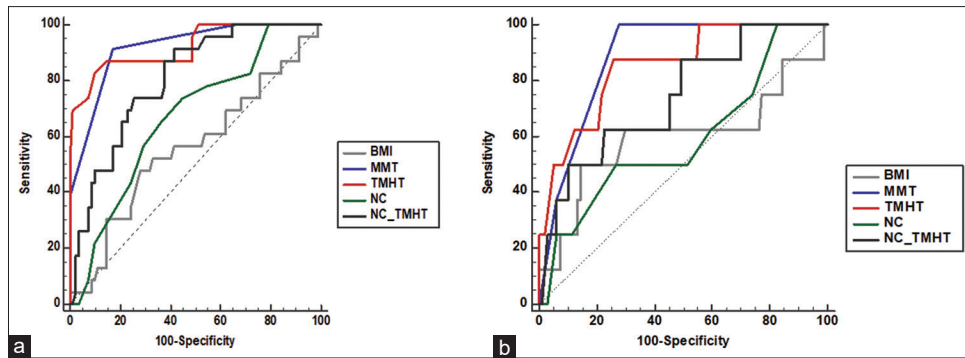 100
80
60
40
20
0
Sensitivity
0 20 40 60 80 100
100-Specificity
BMI
MMT
TMHT
NC
NC_TMHT
a
100
80
60
40
20
0
Sensitivity
0 20 40 60 80 100
100-Specificity
BMI
MMT
TMHT
NC
NC_TMHT
b